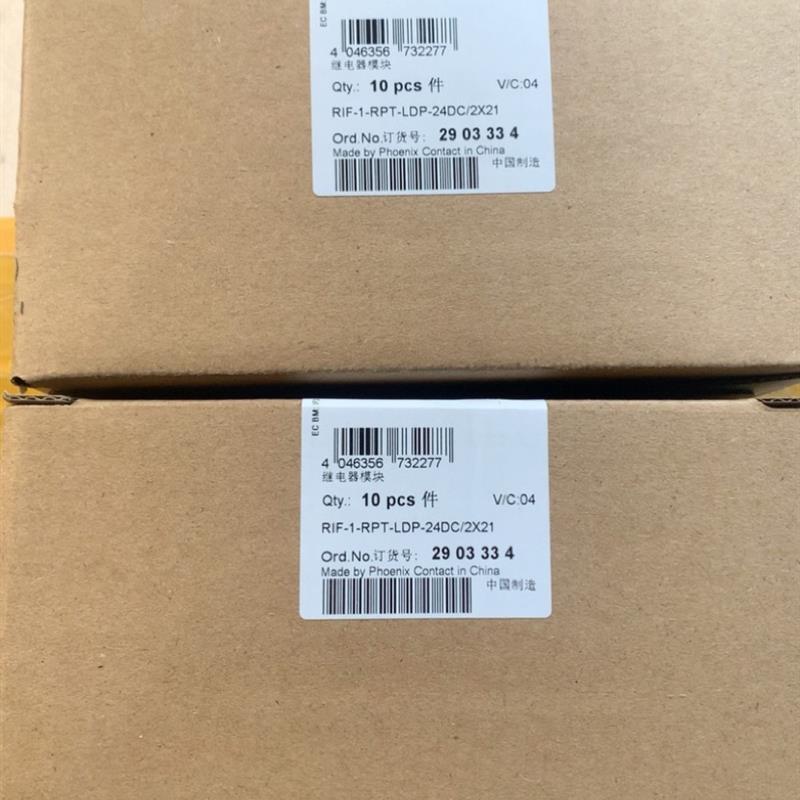 EC BM:
4 046356 732277
继电器模块
Qty.: 10 pcs 件 V/C:04
RIF-1-RPT-LDP-24DC/2X21
Ord.No.订货号: 29 03 33 4
Made by Phoenix Contact in China
中国制造
EC BM:
4 046356 732277
继电器模块
Qty.: 10 pcs 件 V/C:04
RIF-1-RPT-LDP-24DC/2X21
Ord.No.订货号: 29 03 33 4
Made by Phoenix Contact in China
中国制造